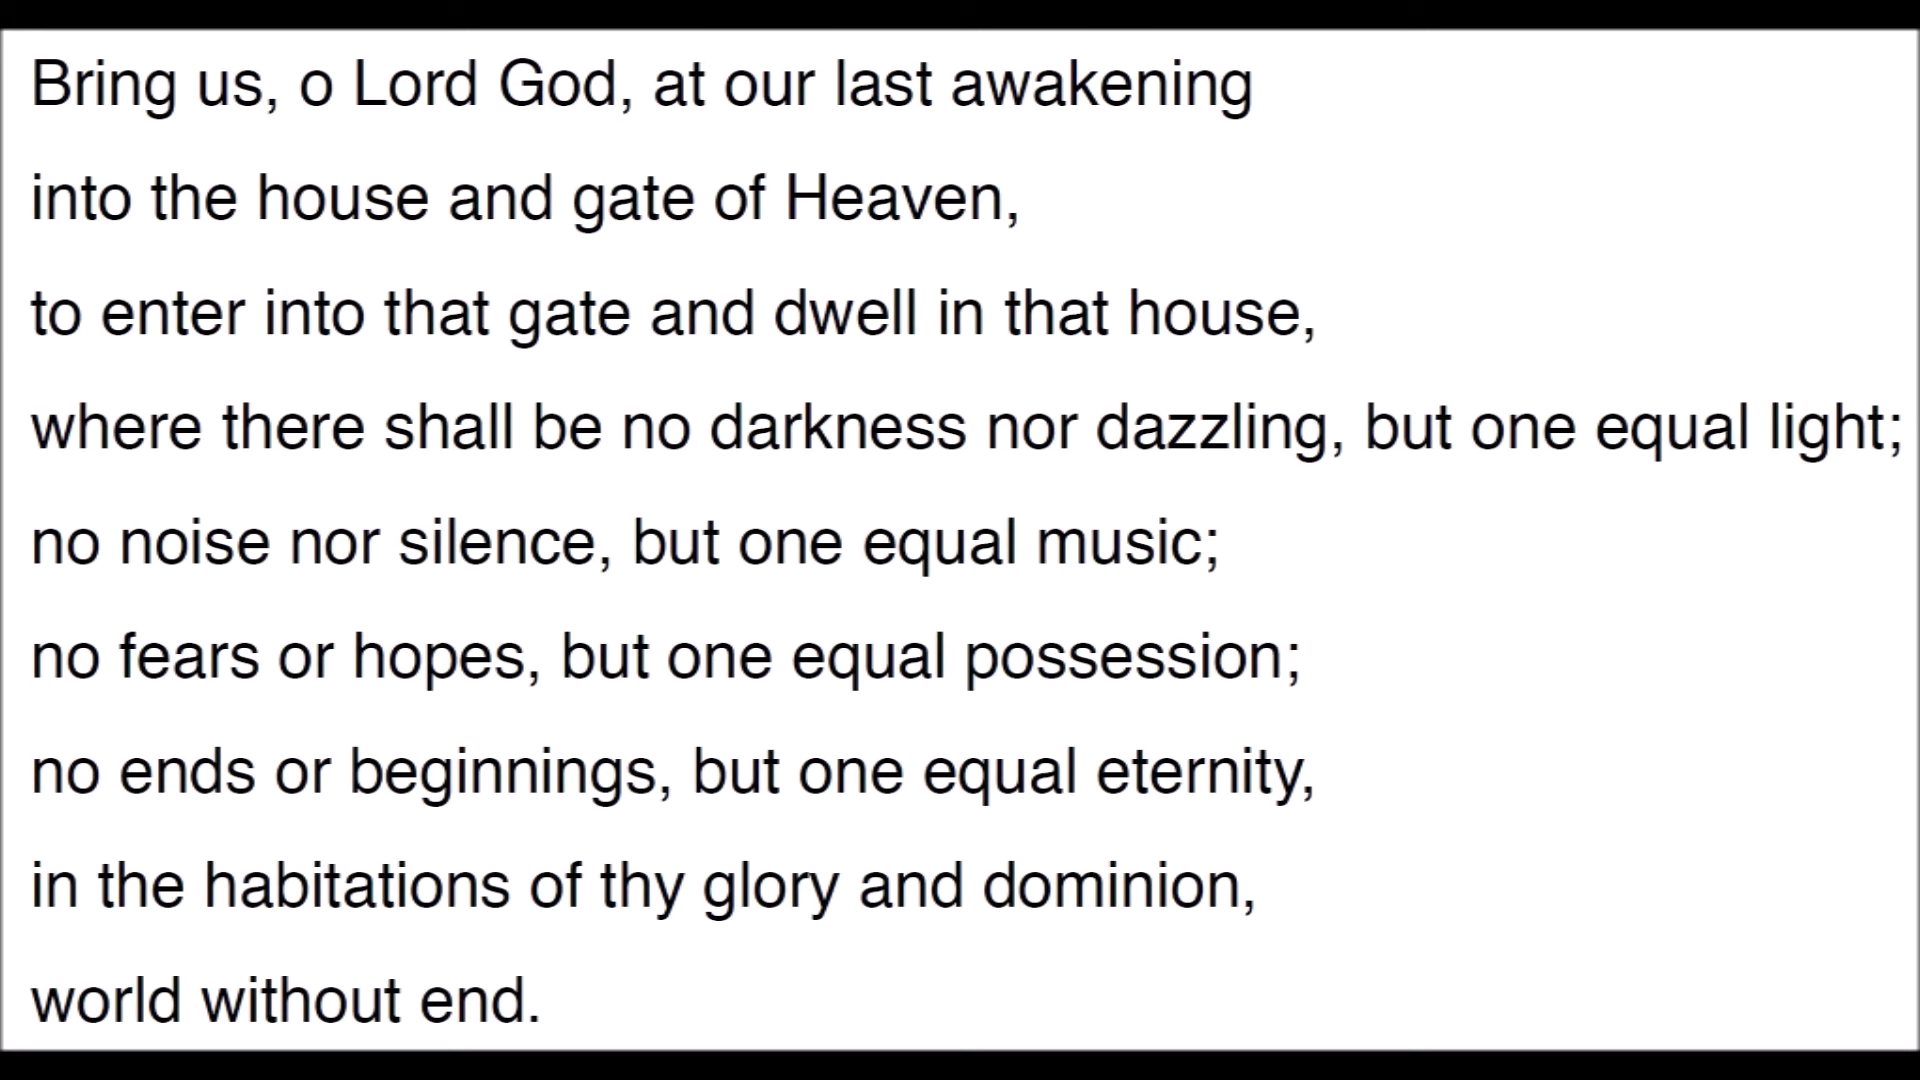 Bring us, o Lord God, at our last awakening
into the house and gate of Heaven,
to enter into that gate and dwell in that house,
where there shall be no darkness nor dazzling, but one equal light;
no noise nor silence, but one equal music;
no fears or hopes, but one equal possession;
no ends or beginnings, but one equal eternity,
in the habitations of thy glory and dominion,
world without end.